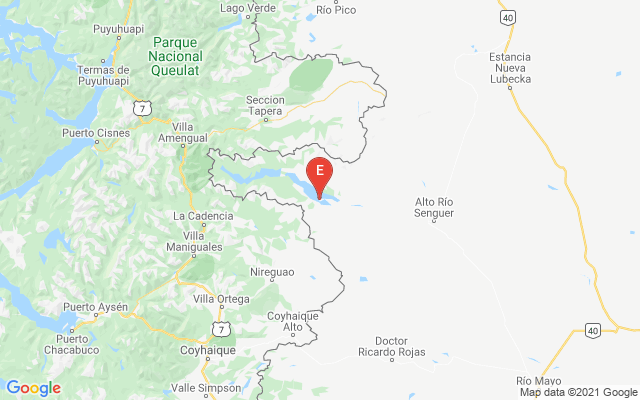 Lago Verde
Río Pico
40
Puyuhuapi
Parque
Nacional
Queulat
Estancia
Nueva
Lubecka
Termas de
Puyuhuapi
7
Seccion
Tapera
Puerto Cisnes
Villa
Amengual
E
Alto Río
Senguer
La Cadencia
Villa
Maniguales
Nireguao
Villa Ortega
Puerto Aysén
Coyhaique
Alto
7
40
Puerto
Chacabuco
Doctor
Ricardo Rojas
Coyhaique
Río Mayo
Valle Simpson
Google
Map data ©2021 Google